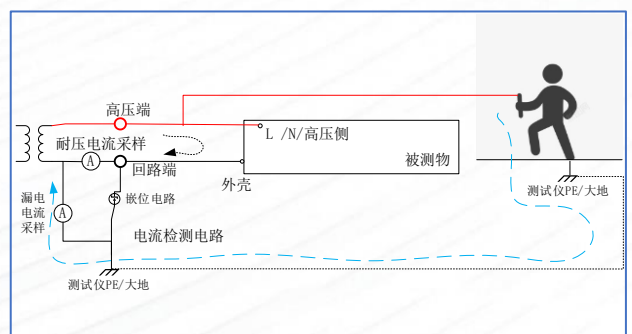 高压端
耐压电流采样
L /N/高压侧
A
回路端
被测物
外壳
测试仪PE/大地
漏电
电流
采样
A
嵌位电路
电流检测电路
测试仪PE/大地